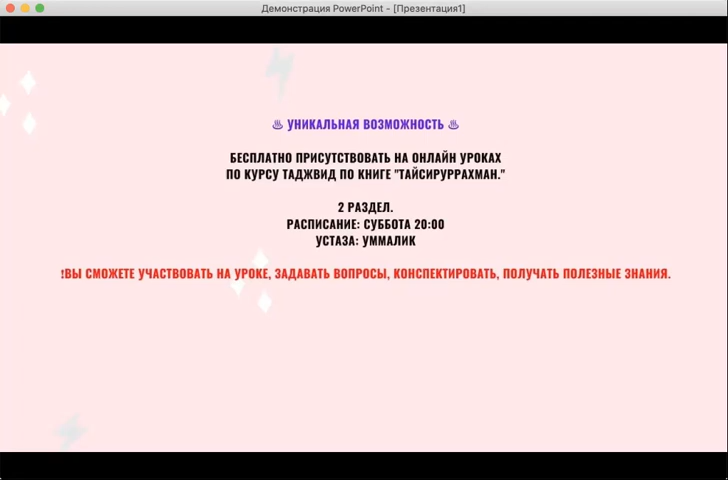 Демонстрация PowerPoint - [Презентация1]
♨ УНИКАЛЬНАЯ ВОЗМОЖНОСТЬ ♨
БЕСПЛАТНО ПРИСУТСТВОВАТЬ НА ОНЛАЙН УРОКАХ
ПО КУРСУ ТАДЖВИД ПО КНИГЕ "ТАЙСИРУРРАХМАН."
2 РАЗДЕЛ.
РАСПИСАНИЕ: СУББОТА 20:00
УСТАЗА: УММАЛИК
!ВЫ СМОЖЕТЕ УЧАСТВОВАТЬ НА УРОКЕ, ЗАДАВАТЬ ВОПРОСЫ, КОНСПЕКТИРОВАТЬ, ПОЛУЧАТЬ ПОЛЕЗНЫЕ ЗНАНИЯ.